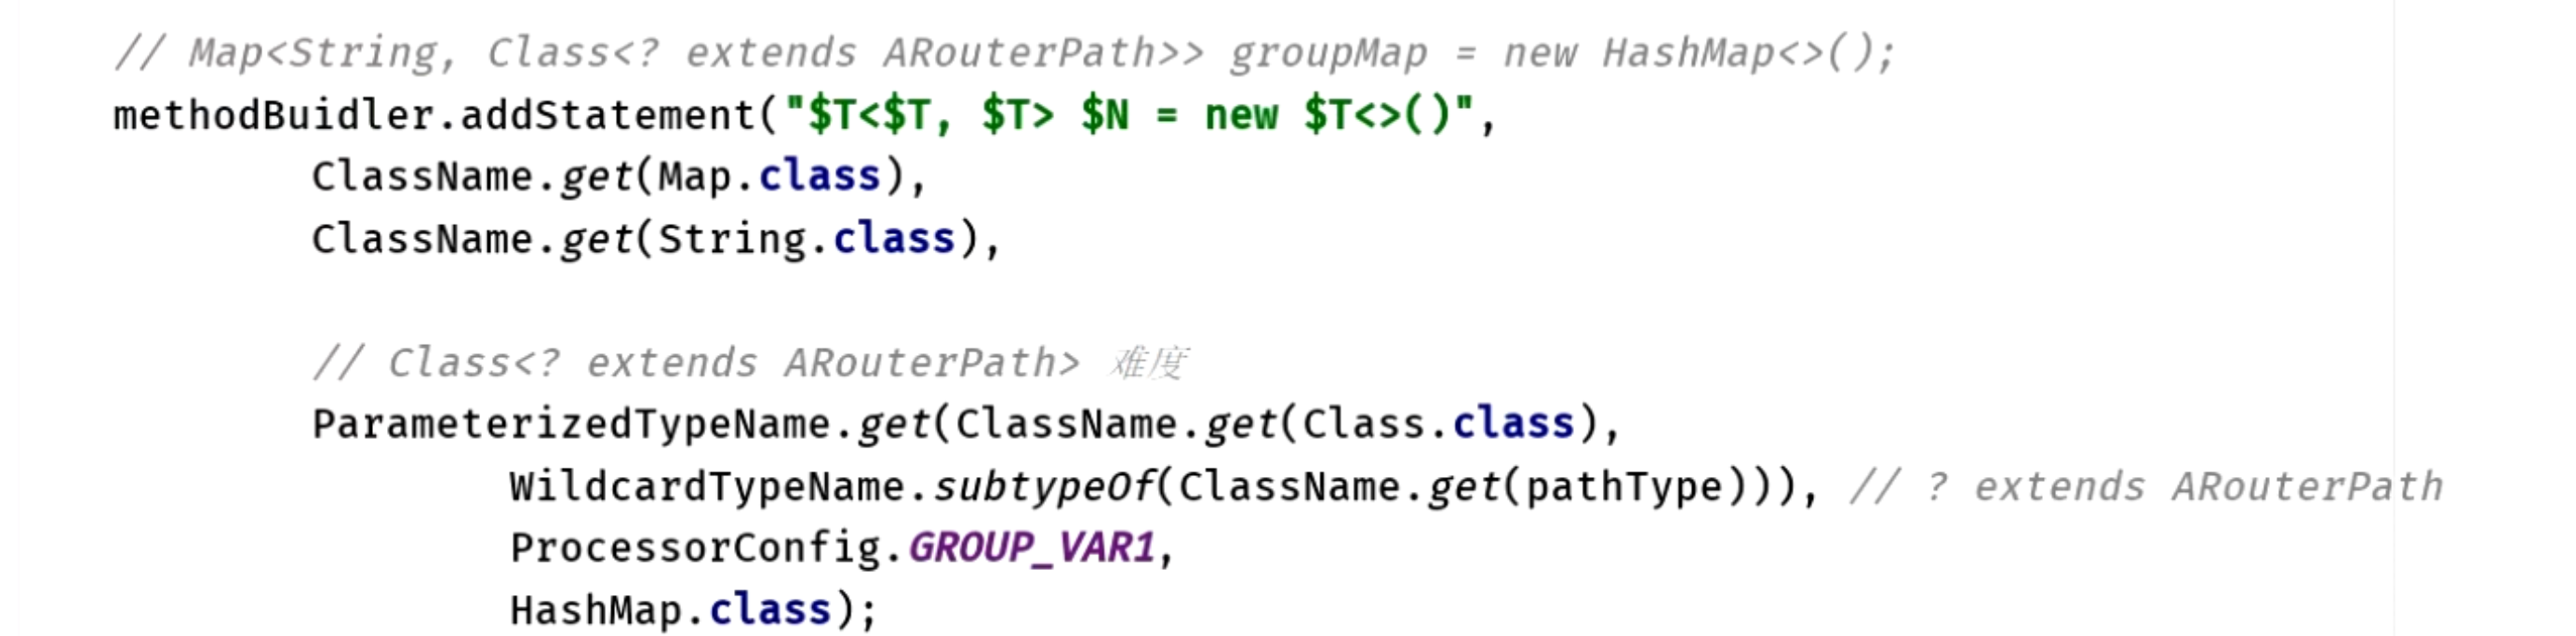 // Map<String, Class<? extends ARouterPath>> groupMap = new HashMap<>();
methodBuidler.addStatement("$T<$T, $T> $N = new $T<>()",
ClassName.get(Map.class),
ClassName.get(String.class),
// Class<? extends ARouterPath> 难度
ParameterizedTypeName.get(ClassName.get(Class.class),
WildcardTypeName.subtypeOf(ClassName.get(pathType))), // ? extends ARouterPath
ProcessorConfig.GROUP_VAR1,
HashMap.class);